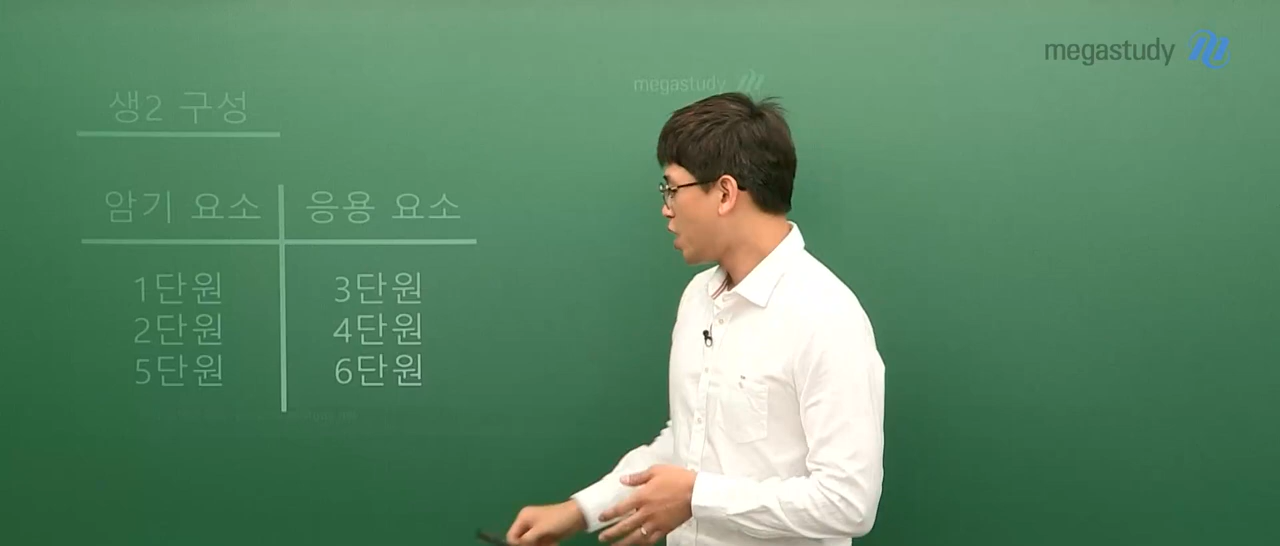 megastudy
megastudy
생2 구성
암기 요소 응용 요소
1단원 3단원
2단원 4단원
5단원 6단원